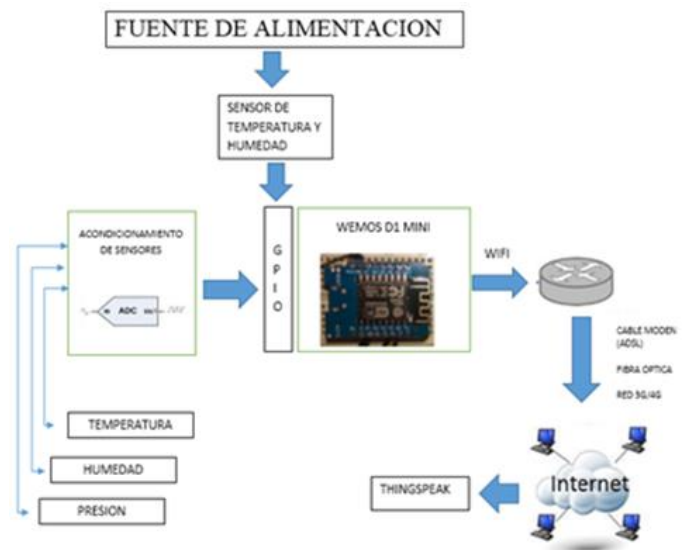 FUENTE DE ALIMENTACION
SENSOR DE
TEMPERATURA Y
HUMEDAD
ACONDICIONAMIENTO
DE SENSORES
ADC
G
P
I
O
WEMOS D1 MINI
WIFI
CABLE MODEN
(ADSL)
FIBRA OPTICA
RED 3G/4G
TEMPERATURA
HUMEDAD
PRESION
THINGSPEAK
Internet